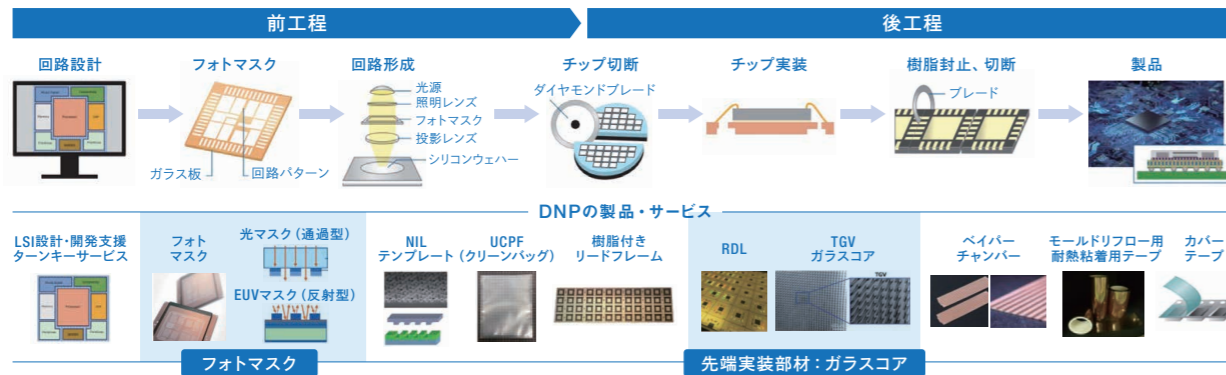 前工程
後工程
回路設計
フォトマスク
ガラス板
回路パターン
回路形成
光源
照明レンズ
フォトマスク
投影レンズ
シリコンウェハー
チップ切断
ダイヤモンドブレード
チップ実装
樹脂封止、切断
ブレード
製品
DNPの製品・サービス
LSI設計・開発支援
ターンキーサービス
フォト
マスク
光マスク(通過型)
EUVマスク(反射型)
NIL
テンプレート
UCPF
(クリーンバッグ)
樹脂付き
リードフレーム
RDL
TGV
ガラスコア
TGV
ベイパー
チャンバー
モールドリフロー用
耐熱粘着用テープ
カバー
テープ
フォトマスク
先端実装部材:ガラスコア